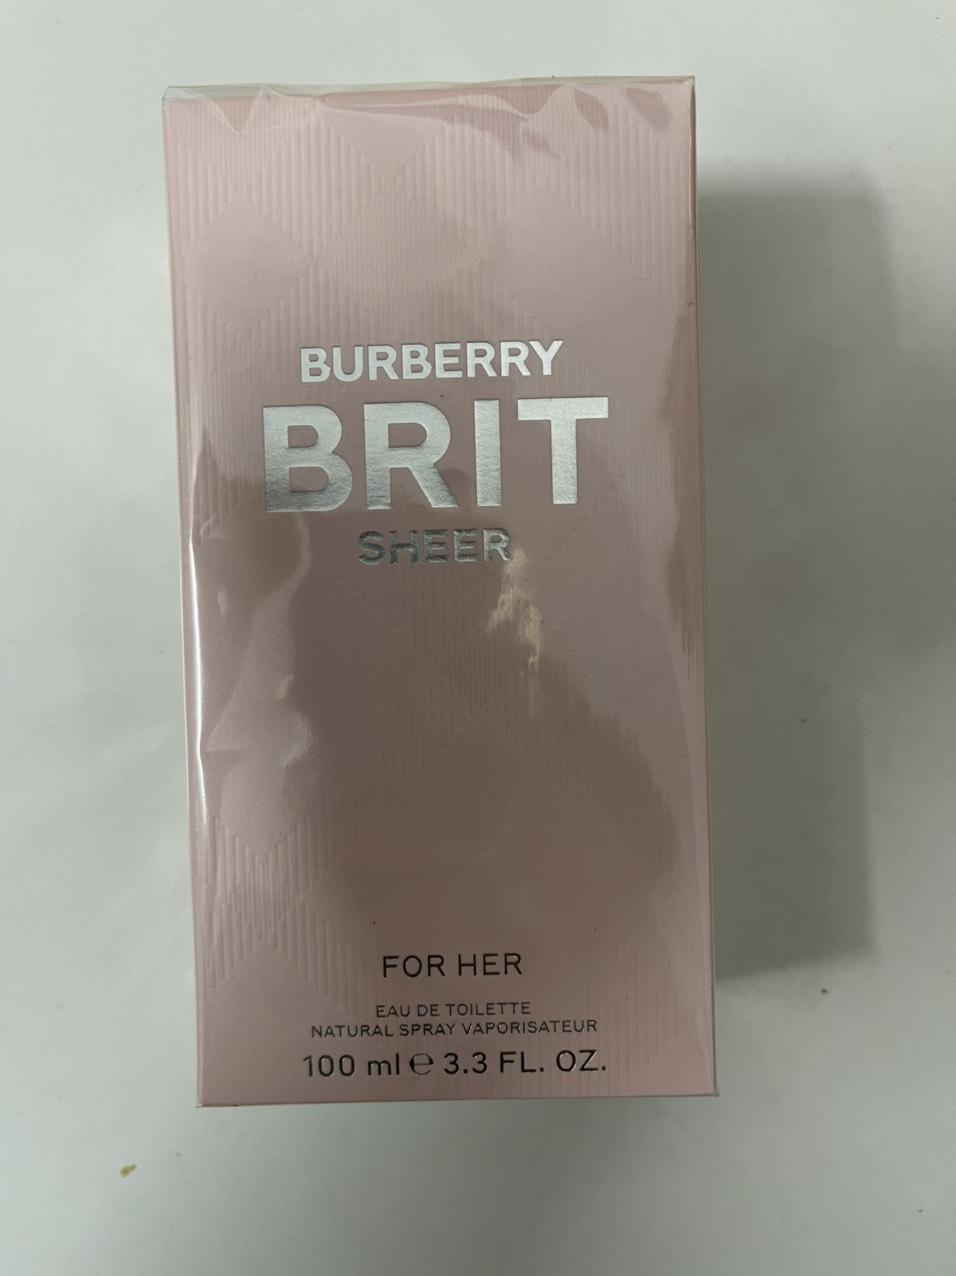 BURBERRY
BRIT
SHEER
FOR HER
EAU DE TOILETTE
NATURAL SPRAY VAPORISATEUR
100 ml ℮ 3.3 FL. OZ.